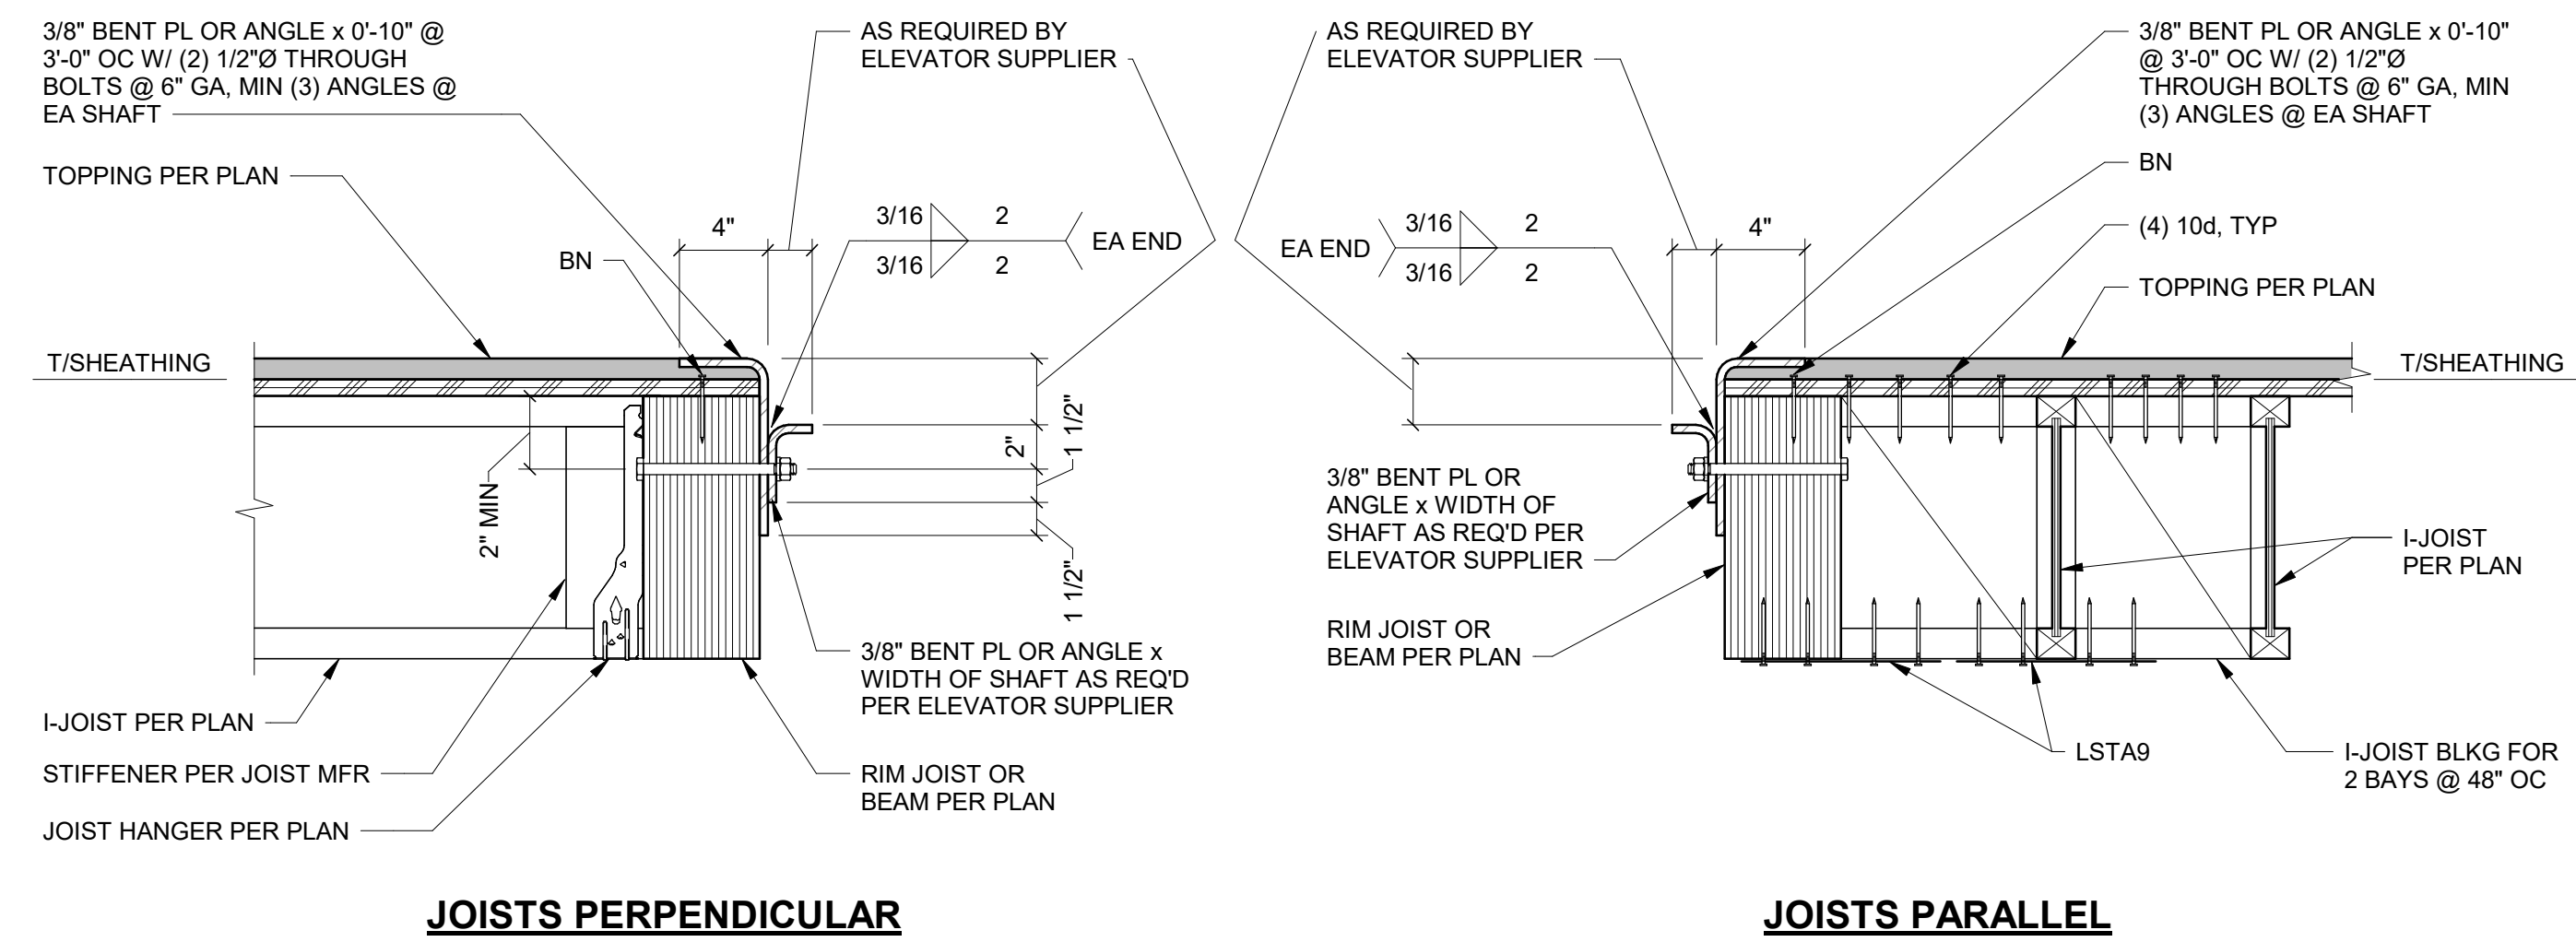 3/8" BENT PL OR ANGLE x 0'-10" @
3'-0" OC W/ (2) 1/2"Ø THROUGH
BOLTS @ 6" GA, MIN (3) ANGLES @
EA SHAFT
TOPPING PER PLAN
BN
4"
AS REQUIRED BY
ELEVATOR SUPPLIER
3/16 2
3/16 2
EA END
T/SHEATHING
2" MIN
2"
1 1/2"
1 1/2"
3/8" BENT PL OR ANGLE x
WIDTH OF SHAFT AS REQ'D
PER ELEVATOR SUPPLIER
I-JOIST PER PLAN
STIFFENER PER JOIST MFR
JOIST HANGER PER PLAN
RIM JOIST OR
BEAM PER PLAN
JOISTS PERPENDICULAR
AS REQUIRED BY
ELEVATOR SUPPLIER
3/8" BENT PL OR ANGLE x 0'-10"
@ 3'-0" OC W/ (2) 1/2"Ø
THROUGH BOLTS @ 6" GA, MIN
(3) ANGLES @ EA SHAFT
BN
(4) 10d, TYP
TOPPING PER PLAN
EA END
3/16 2
3/16 2
4"
T/SHEATHING
3/8" BENT PL OR
ANGLE x WIDTH OF
SHAFT AS REQ'D PER
ELEVATOR SUPPLIER
RIM JOIST OR
BEAM PER PLAN
I-JOIST
PER PLAN
LSTA9
I-JOIST BLKG FOR
2 BAYS @ 48" OC
JOISTS PARALLEL